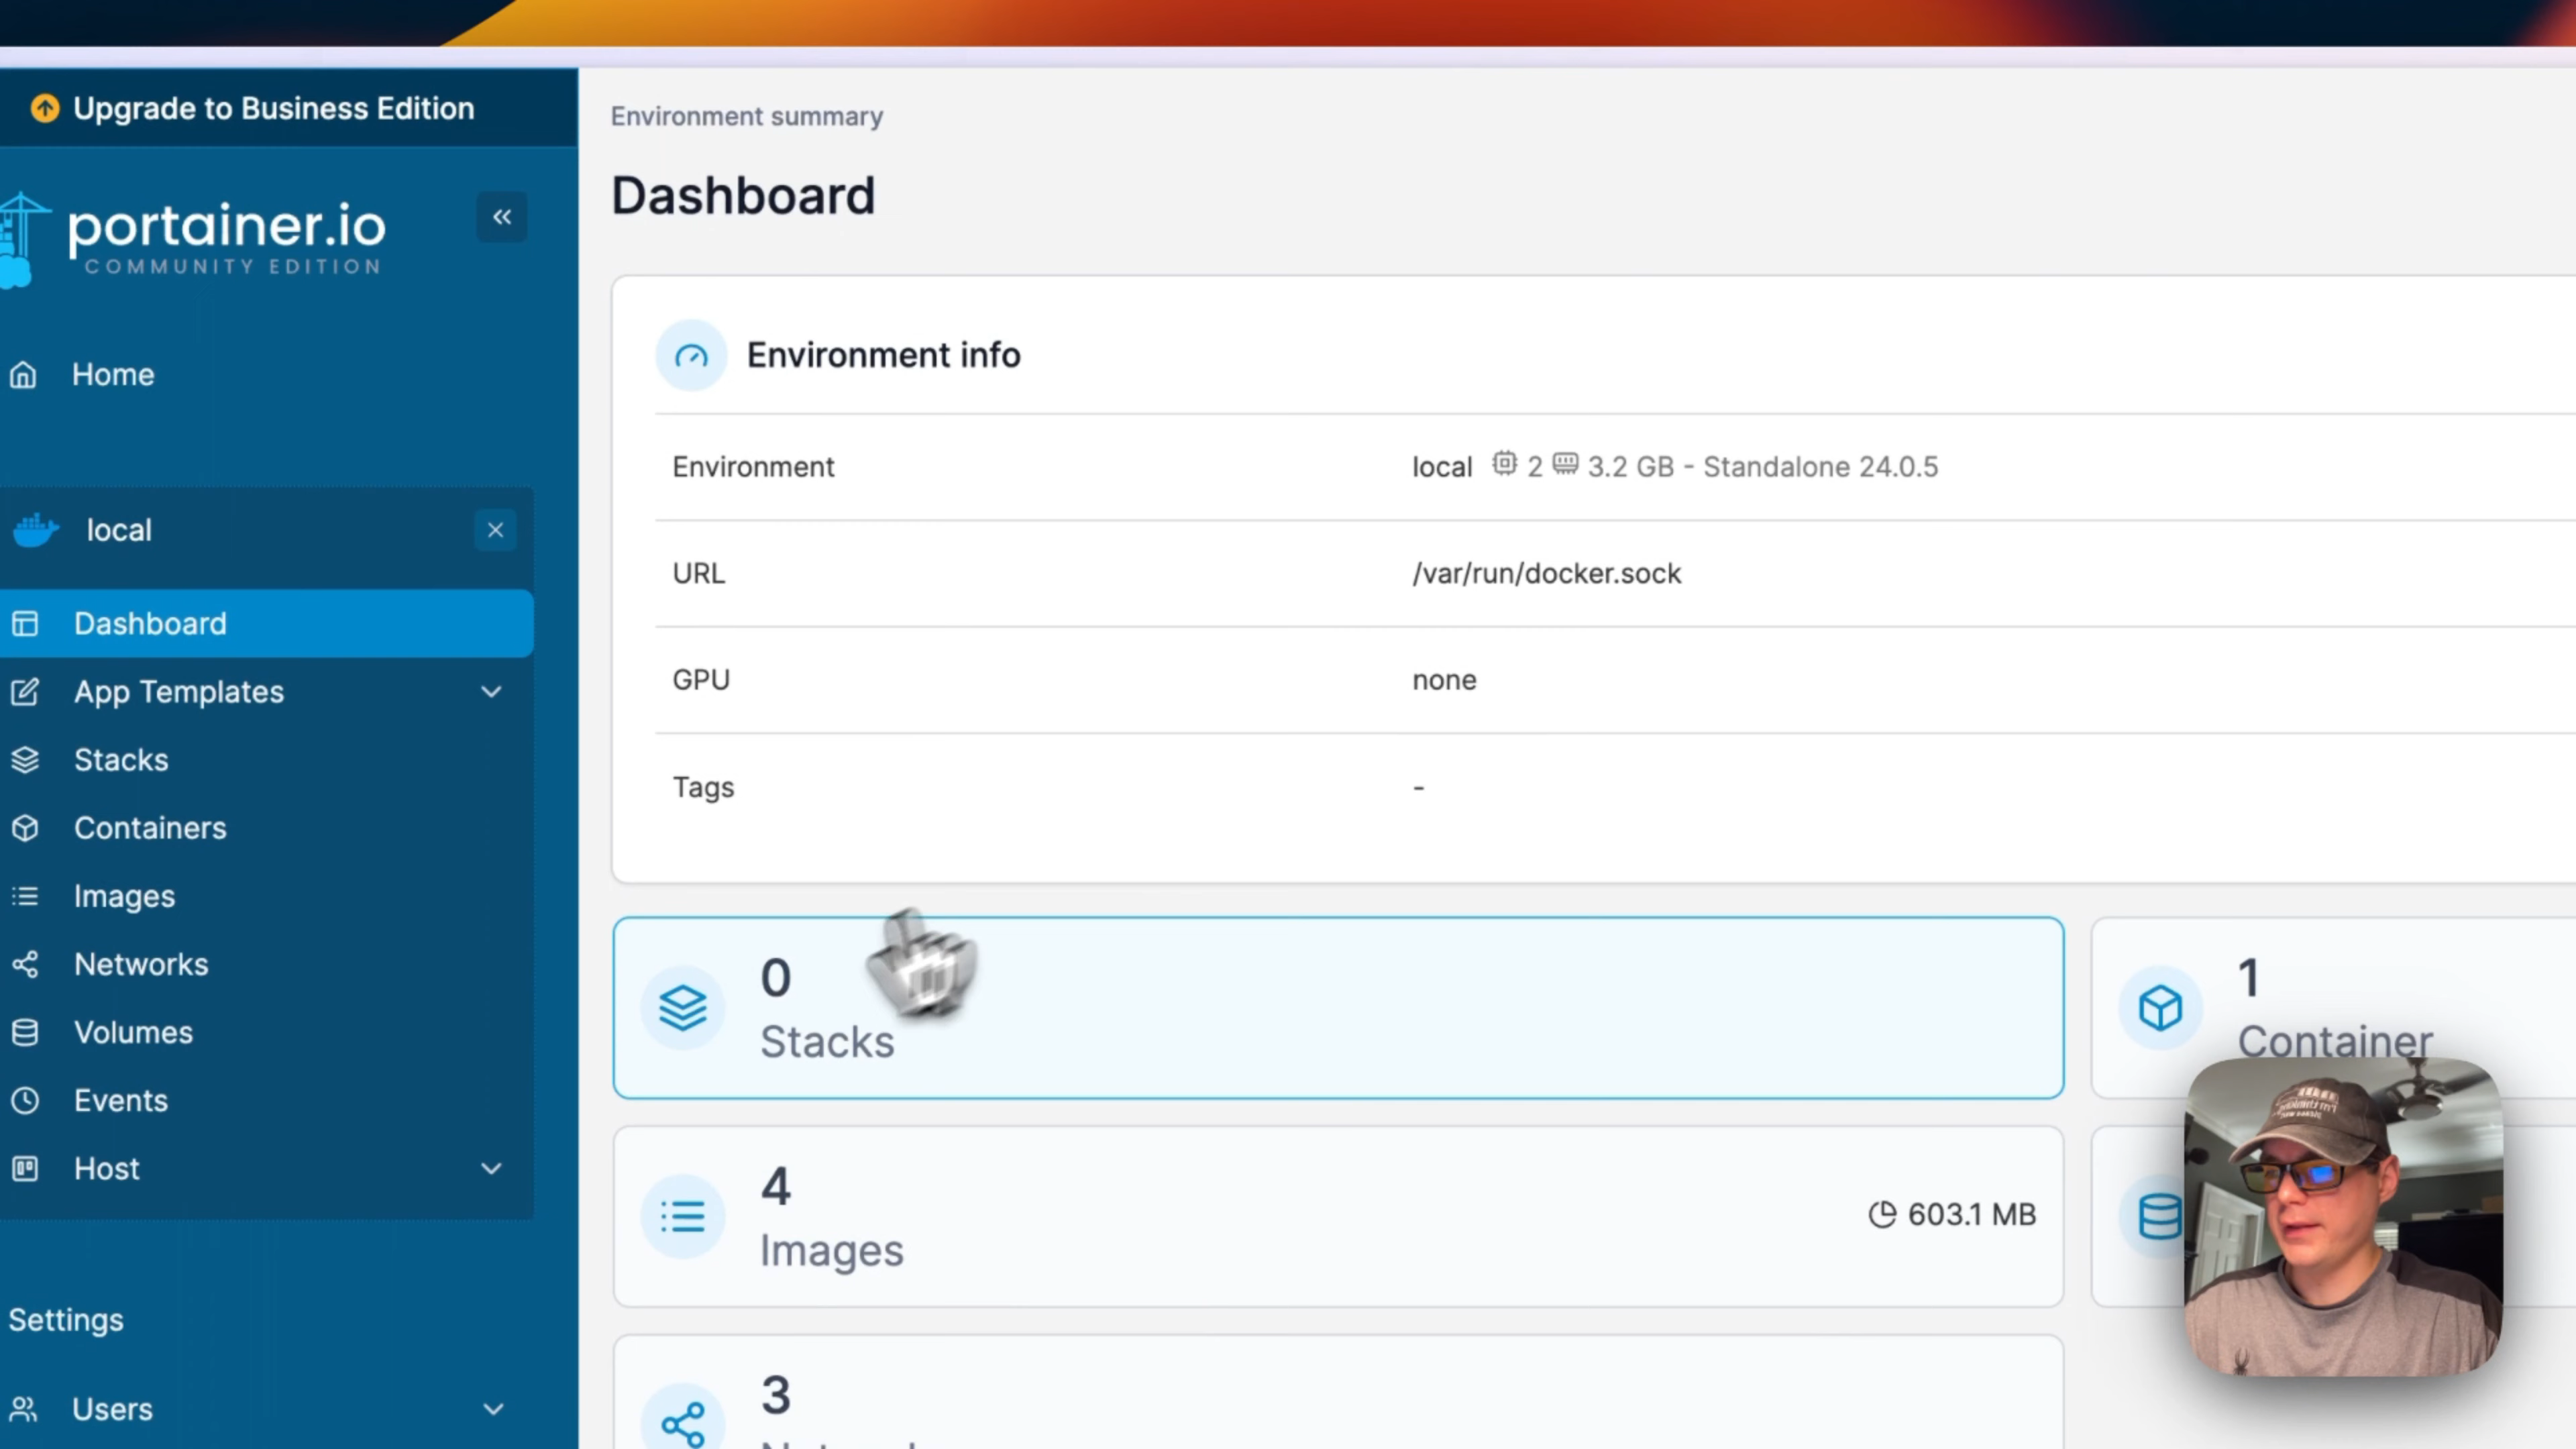 Upgrade to Business Edition
portainer.io
COMMUNITY EDITION
Home
local
Dashboard
App Templates
Stacks
Containers
Images
Networks
Volumes
Events
Host
Settings
Users
Environment summary
Dashboard
Environment info
Environment local 2 3.2 GB - Standalone 24.0.5
URL /var/run/docker.sock
GPU none
Tags -
0
Stacks
1
Container
4
Images
603.1 MB
3